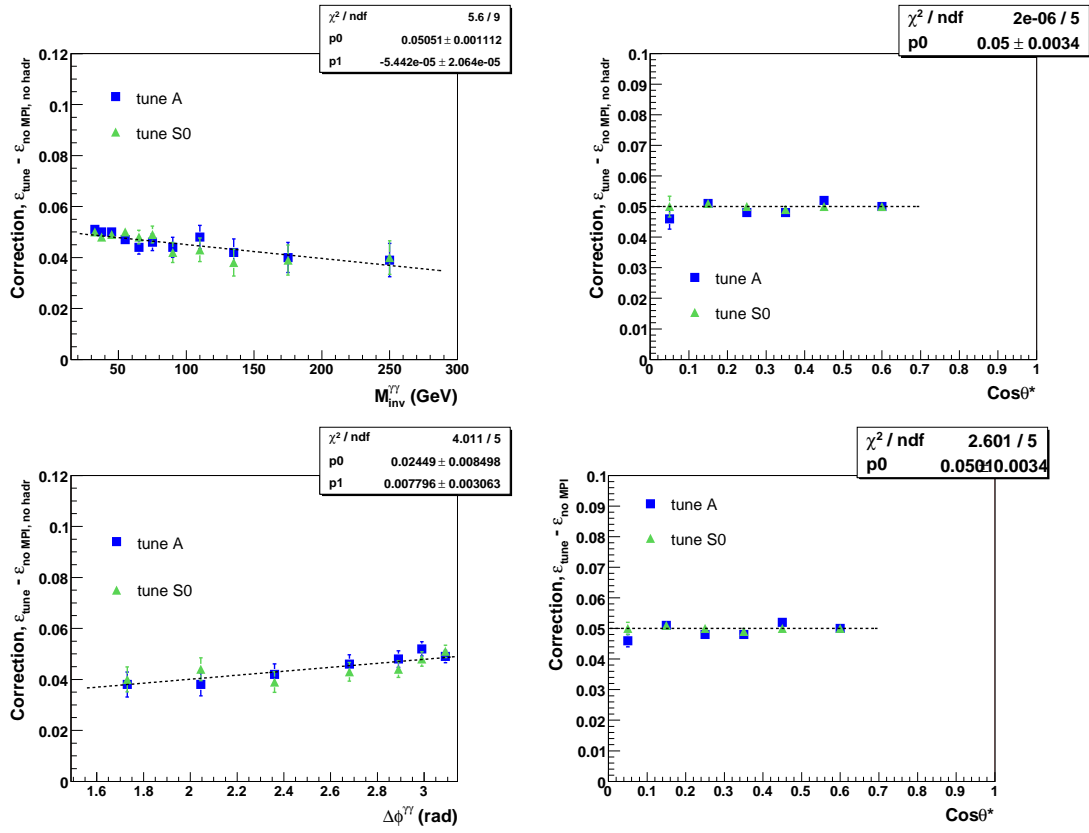 χ² / ndf 5.6 / 9
p0 0.05051 ± 0.001112
p1 -5.442e-05 ± 2.064e-05
Correction, ε_tune - ε_no MPI, no hadr
0.12
0.1
0.08
0.06
0.04
0.02
0
tune A
tune S0
50 100 150 200 250 300
M_inv^γγ (GeV)
χ² / ndf 2e-06 / 5
p0 0.05 ± 0.0034
Correction, ε_tune - ε_no MPI, no hadr
0.1
0.09
0.08
0.07
0.06
0.05
0.04
0.03
0.02
0.01
0
tune A
tune S0
0 0.1 0.2 0.3 0.4 0.5 0.6 0.7 0.8 0.9 1
Cosθ*
χ² / ndf 4.011 / 5
p0 0.02449 ± 0.008498
p1 0.007796 ± 0.003063
Correction, ε_tune - ε_no MPI, no hadr
0.12
0.1
0.08
0.06
0.04
0.02
0
tune A
tune S0
1.6 1.8 2 2.2 2.4 2.6 2.8 3
Δφ^γγ (rad)
χ² / ndf 2.601 / 5
p0 0.0501 ± 0.0034
Correction, ε_tune - ε_no MPI
0.1
0.09
0.08
0.07
0.06
0.05
0.04
0.03
0.02
0.01
0
tune A
tune S0
0 0.1 0.2 0.3 0.4 0.5 0.6 0.7 0.8 0.9 1
Cosθ*